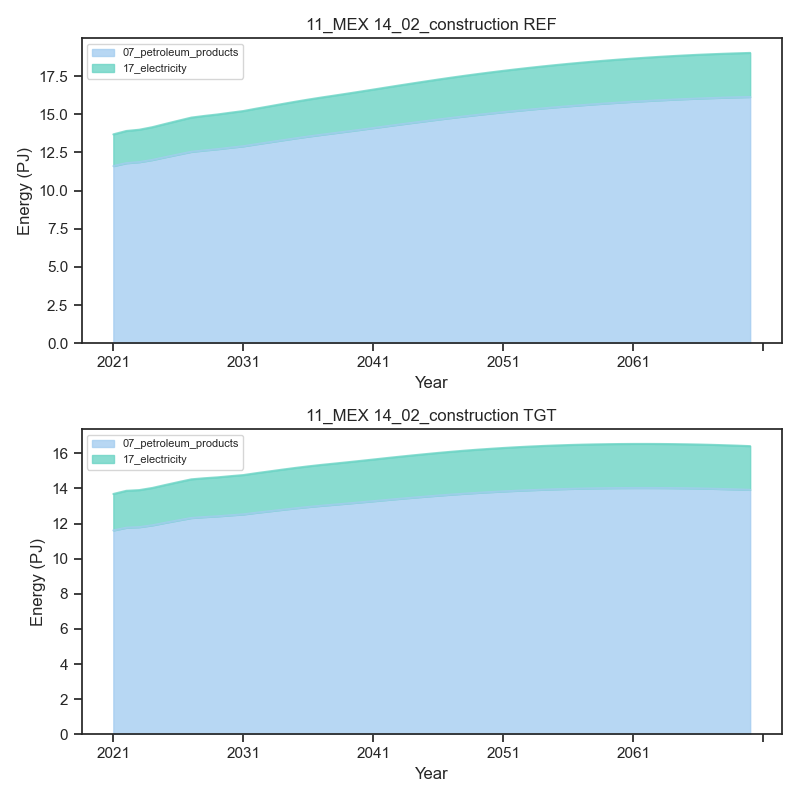 11_MEX 14_02_construction REF
07_petroleum_products
17_electricity
17.5
15.0
12.5
10.0
7.5
5.0
2.5
0.0
Energy (PJ)
2021 2031 2041 2051 2061
Year
11_MEX 14_02_construction TGT
07_petroleum_products
17_electricity
16
14
12
10
8
6
4
2
0
Energy (PJ)
2021 2031 2041 2051 2061
Year